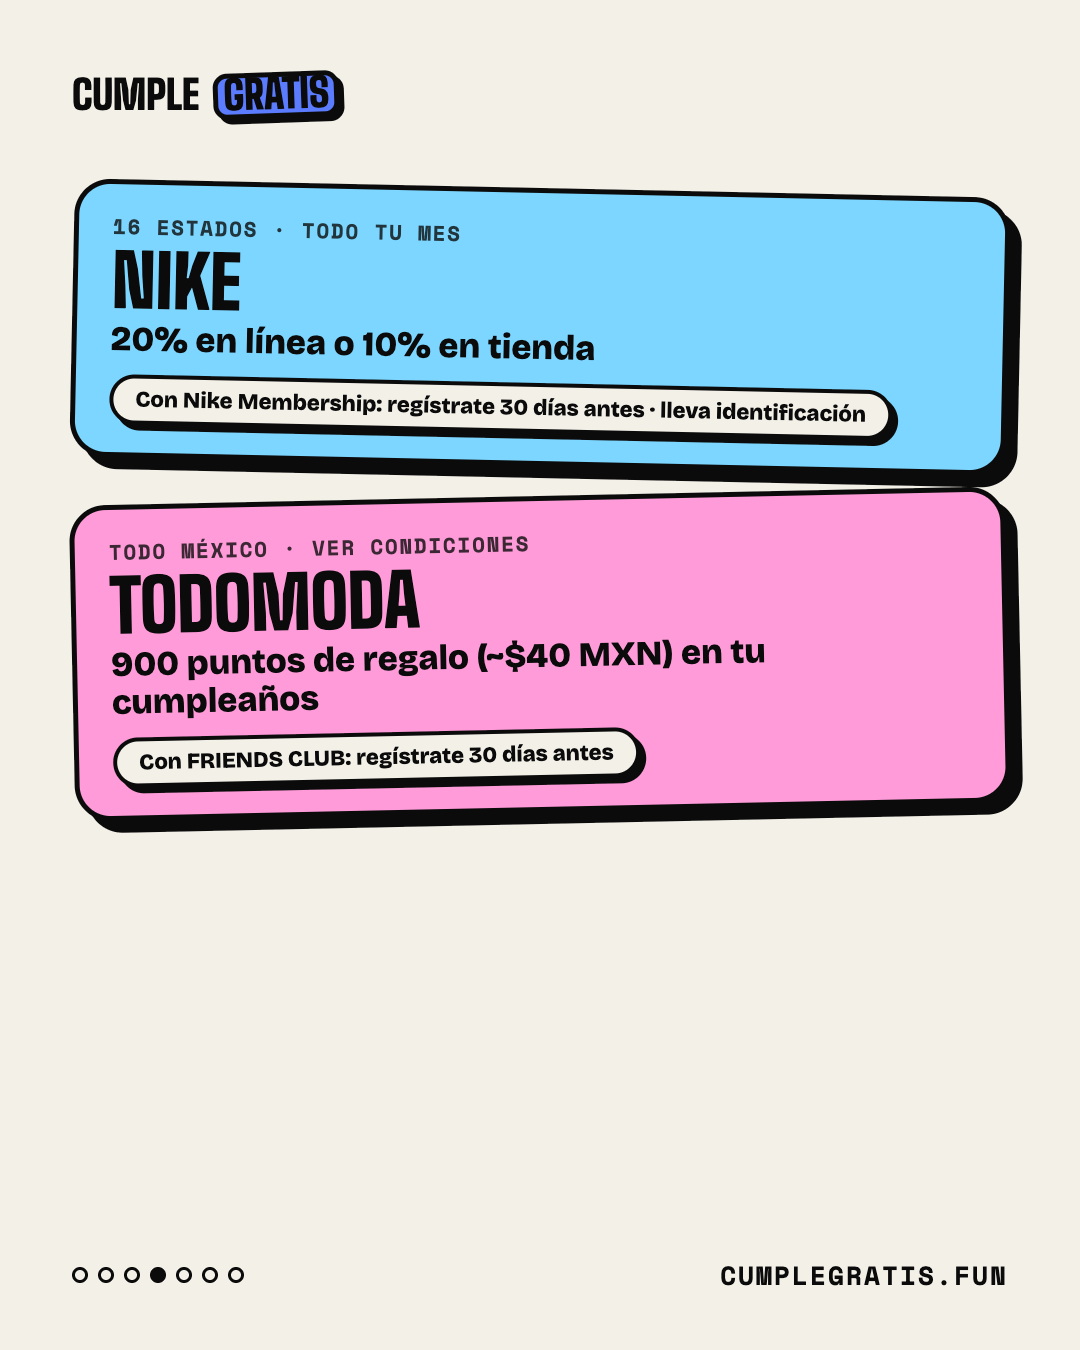 CUMPLE GRATIS
16 ESTADOS · TODO TU MES
NIKE
20% en línea o 10% en tienda
Con Nike Membership: regístrate 30 días antes · lleva identificación
TODO MÉXICO · VER CONDICIONES
TODOMODA
900 puntos de regalo (~$40 MXN) en tu
cumpleaños
Con FRIENDS CLUB: regístrate 30 días antes
CUMPLEGRATIS.FUN